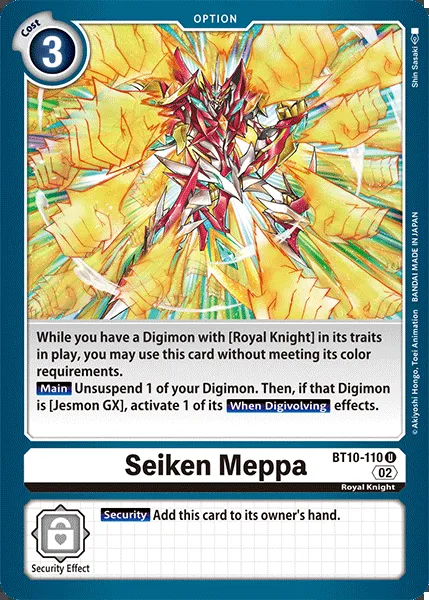 OPTION
Cost
3
Shin Sasaki
© Akiyoshi Hongo, Toei Animation BANDAI MADE IN JAPAN
While you have a Digimon with [Royal Knight] in its traits
in play, you may use this card without meeting its color
requirements.
Main Unsuspend 1 of your Digimon. Then, if that Digimon
is [Jesmon GX], activate 1 of its When Digivolving effects.
Seiken Meppa
BT10-110 U
02
Royal Knight
Security Add this card to its owner's hand.
Security Effect